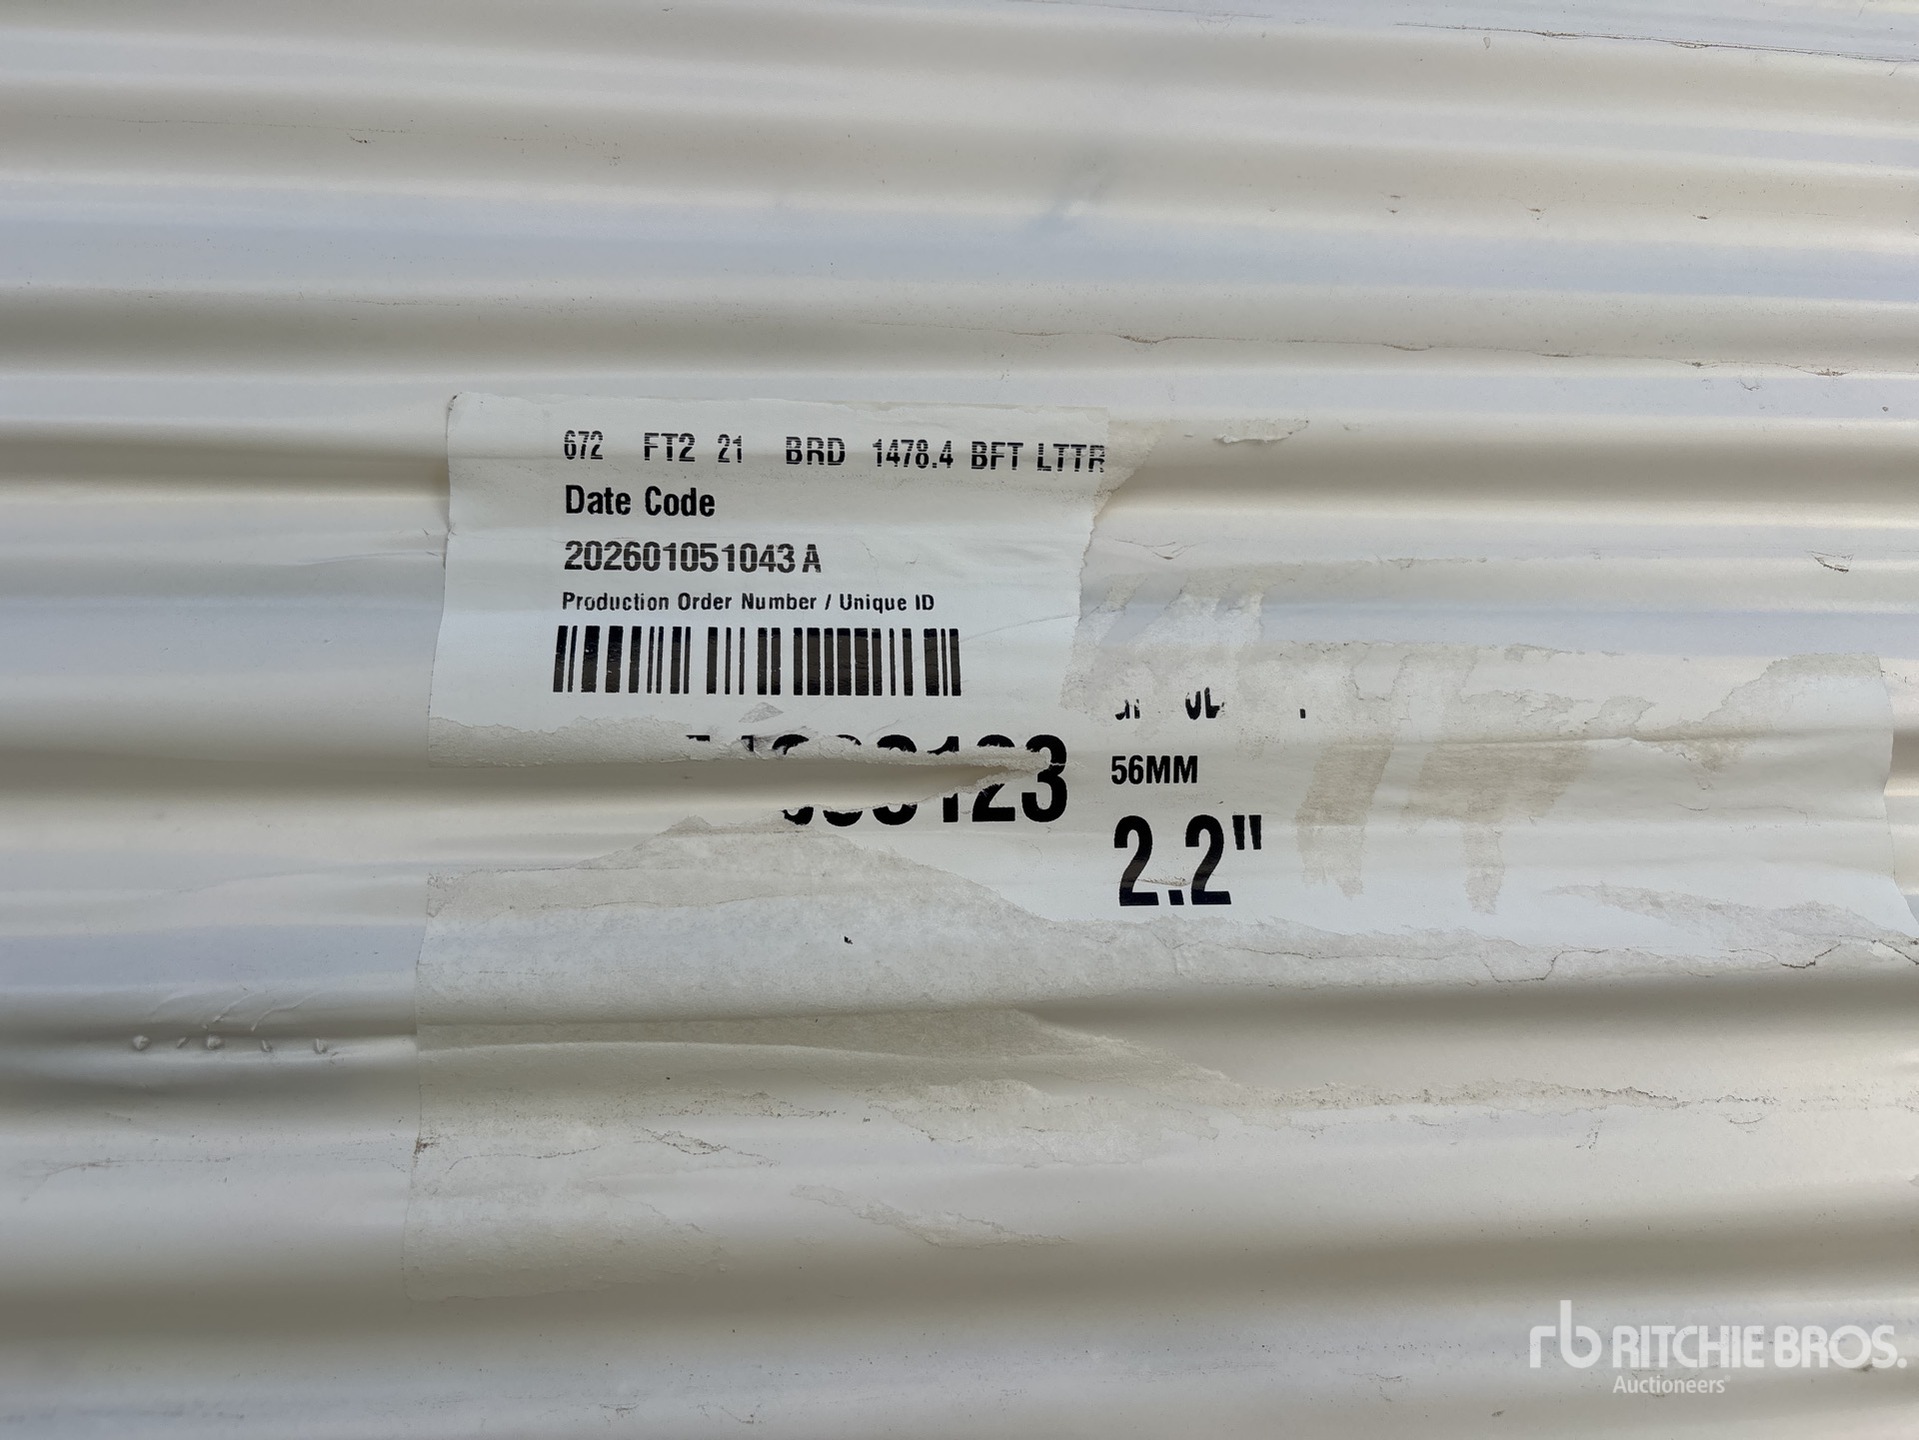 672 FT2 21 BRD 1478.4 BFT LTTR
Date Code
202601051043 A
Production Order Number / Unique ID
56MM
2.2"
rb RITCHIE BROS.
Auctioneers